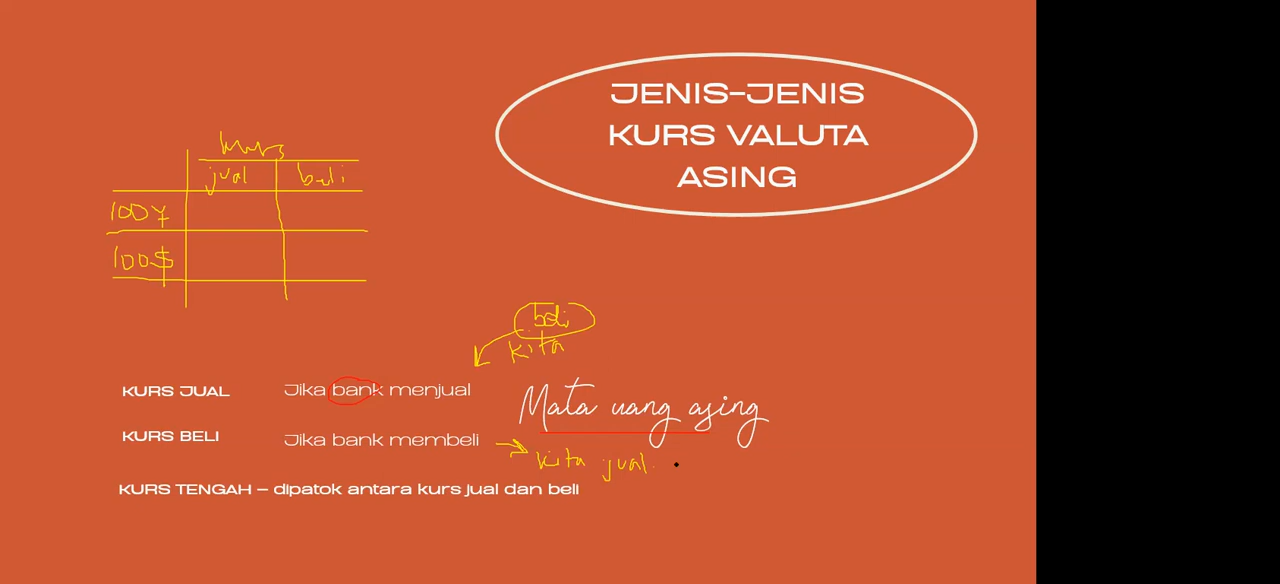 JENIS-JENIS
KURS VALUTA
ASING
kurs
jual beli
100¥
100$
beli
kita
KURS JUAL Jika bank menjual
Mata uang asing
KURS BELI Jika bank membeli
kita jual
KURS TENGAH – dipatok antara kurs jual dan beli